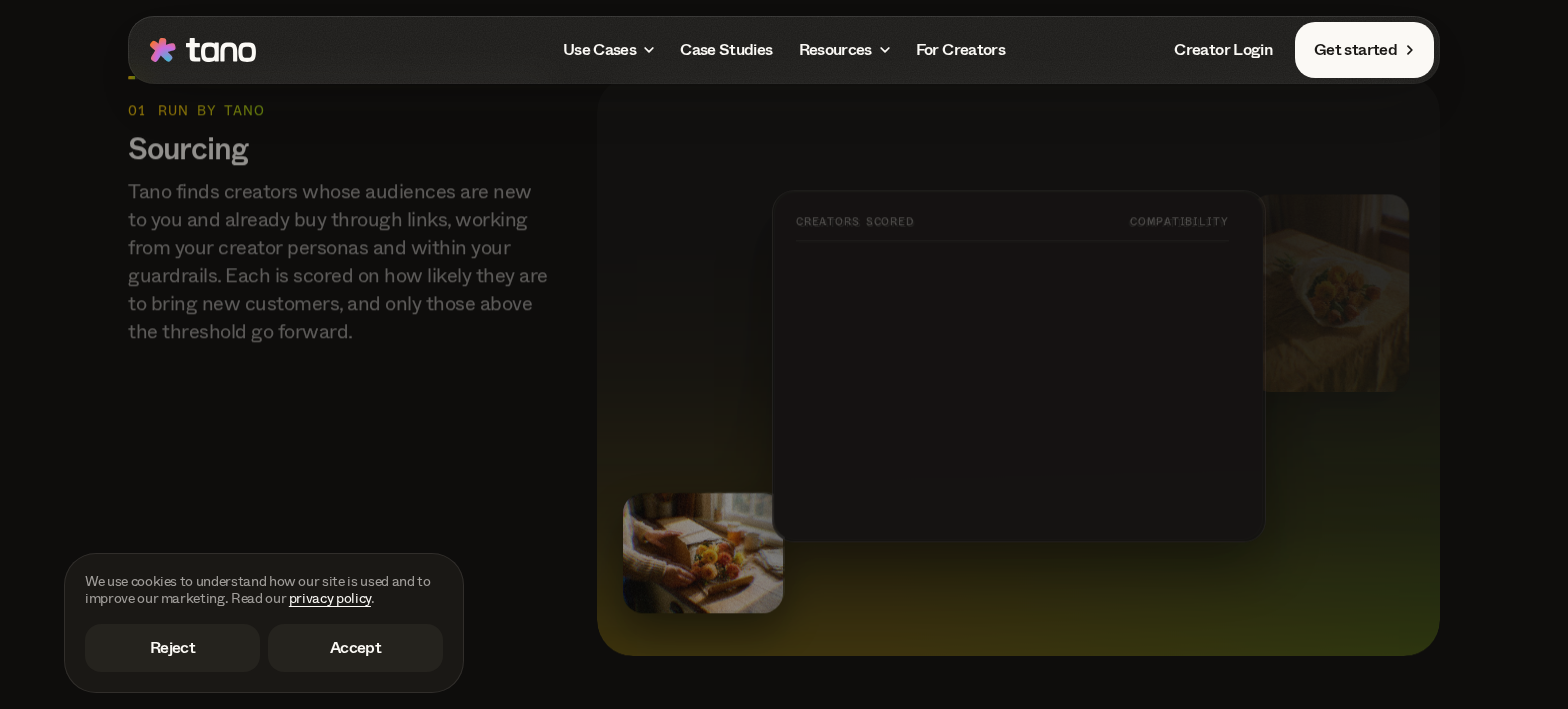 tano
Use Cases
Case Studies
Resources
For Creators
Creator Login
Get started
01 RUN BY TANO
Sourcing
Tano finds creators whose audiences are new
to you and already buy through links, working
from your creator personas and within your
guardrails. Each is scored on how likely they are
to bring new customers, and only those above
the threshold go forward.
CREATORS SCORED
COMPATIBILITY
We use cookies to understand how our site is used and to
improve our marketing. Read our privacy policy.
Reject
Accept